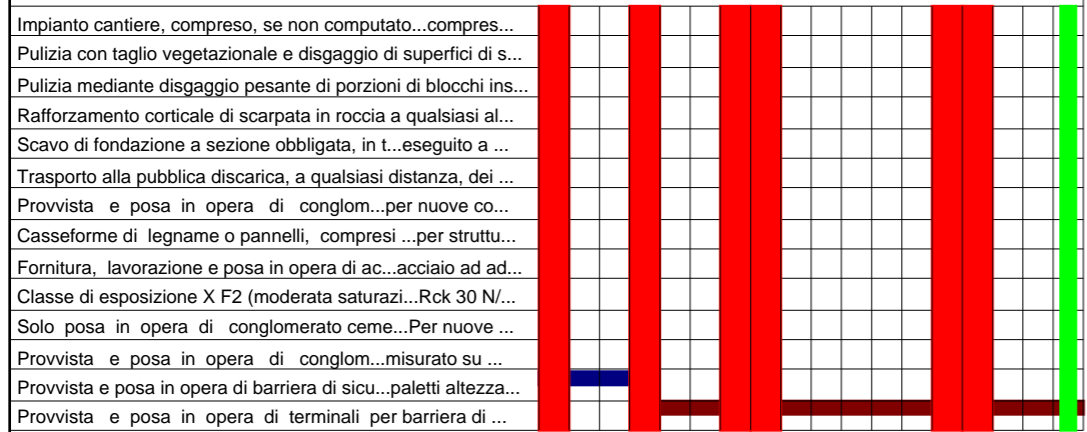 Impianto cantiere, compreso, se non computato...compres...
Pulizia con taglio vegetazionale e disgaggio di superfici di s...
Pulizia mediante disgaggio pesante di porzioni di blocchi ins...
Rafforzamento corticale di scarpata in roccia a qualsiasi al...
Scavo di fondazione a sezione obbligata, in t...eseguito a ...
Trasporto alla pubblica discarica, a qualsiasi distanza, dei ...
Provvista e posa in opera di conglom...per nuove co...
Casseforme di legname o pannelli, compresi ...per struttu...
Fornitura, lavorazione e posa in opera di ac...acciaio ad ad...
Classe di esposizione X F2 (moderata saturazi...Rck 30 N/...
Solo posa in opera di conglomerato ceme...Per nuove ...
Provvista e posa in opera di conglom...misurato su ...
Provvista e posa in opera di barriera di sicu...paletti altezza...
Provvista e posa in opera di terminali per barriera di ...